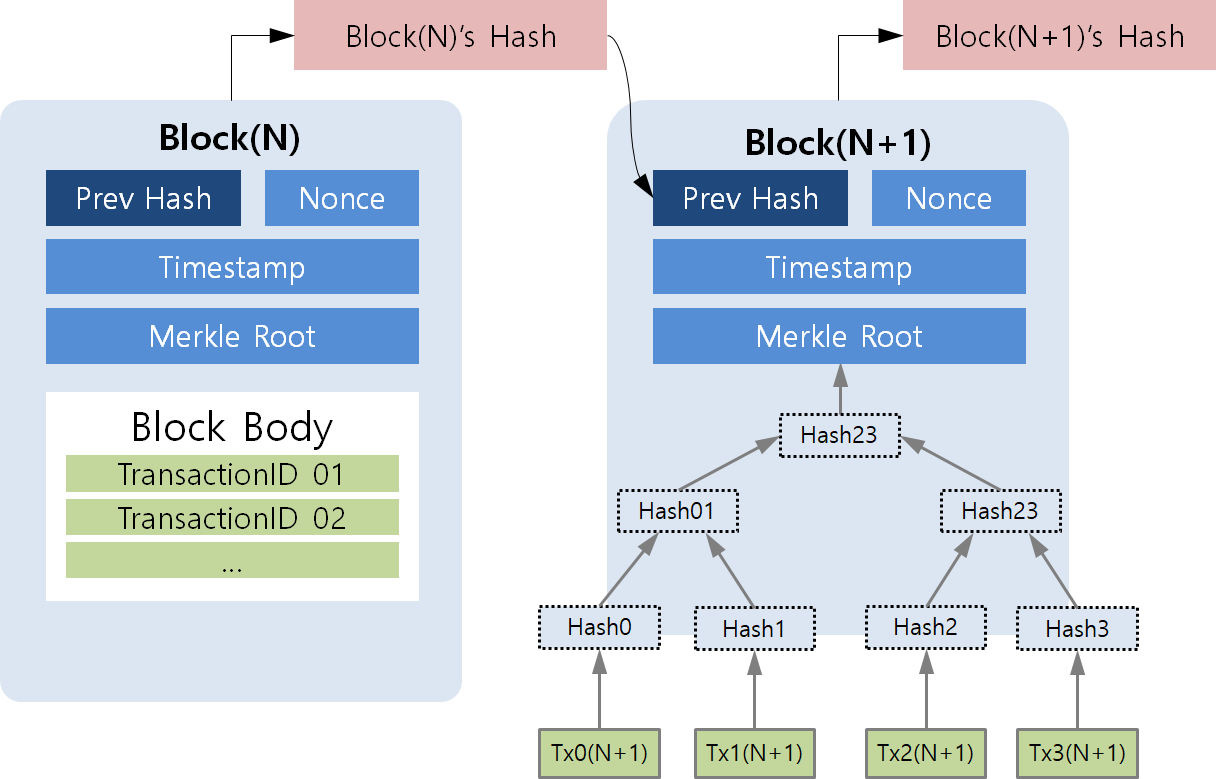 Block(N)’s Hash
Block(N+1)’s Hash
Block(N)
Prev Hash
Nonce
Timestamp
Merkle Root
Block Body
TransactionID 01
TransactionID 02
...
Block(N+1)
Prev Hash
Nonce
Timestamp
Merkle Root
Hash23
Hash01
Hash23
Hash0
Hash1
Hash2
Hash3
Tx0(N+1)
Tx1(N+1)
Tx2(N+1)
Tx3(N+1)